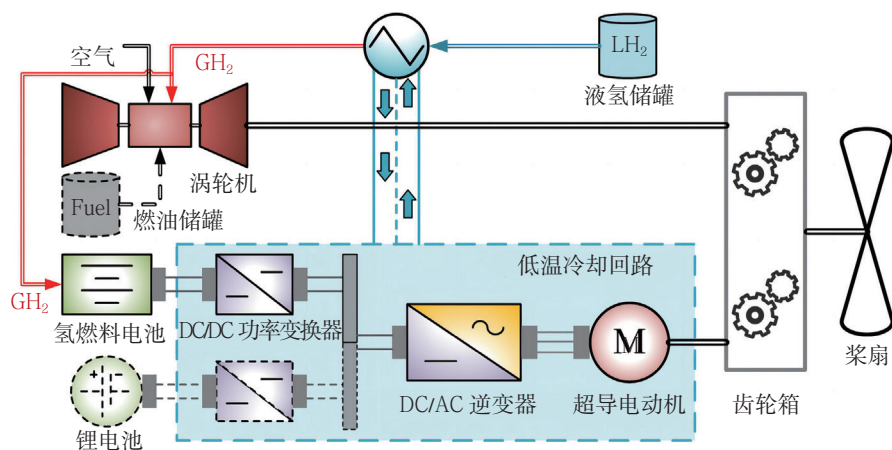 空气
GH₂
LH₂
液氢储罐
涡轮机
Fuel
燃油储罐
低温冷却回路
GH₂
氢燃料电池
DC/DC 功率变换器
M
桨扇
DC/AC 逆变器
超导电动机
齿轮箱
锂电池